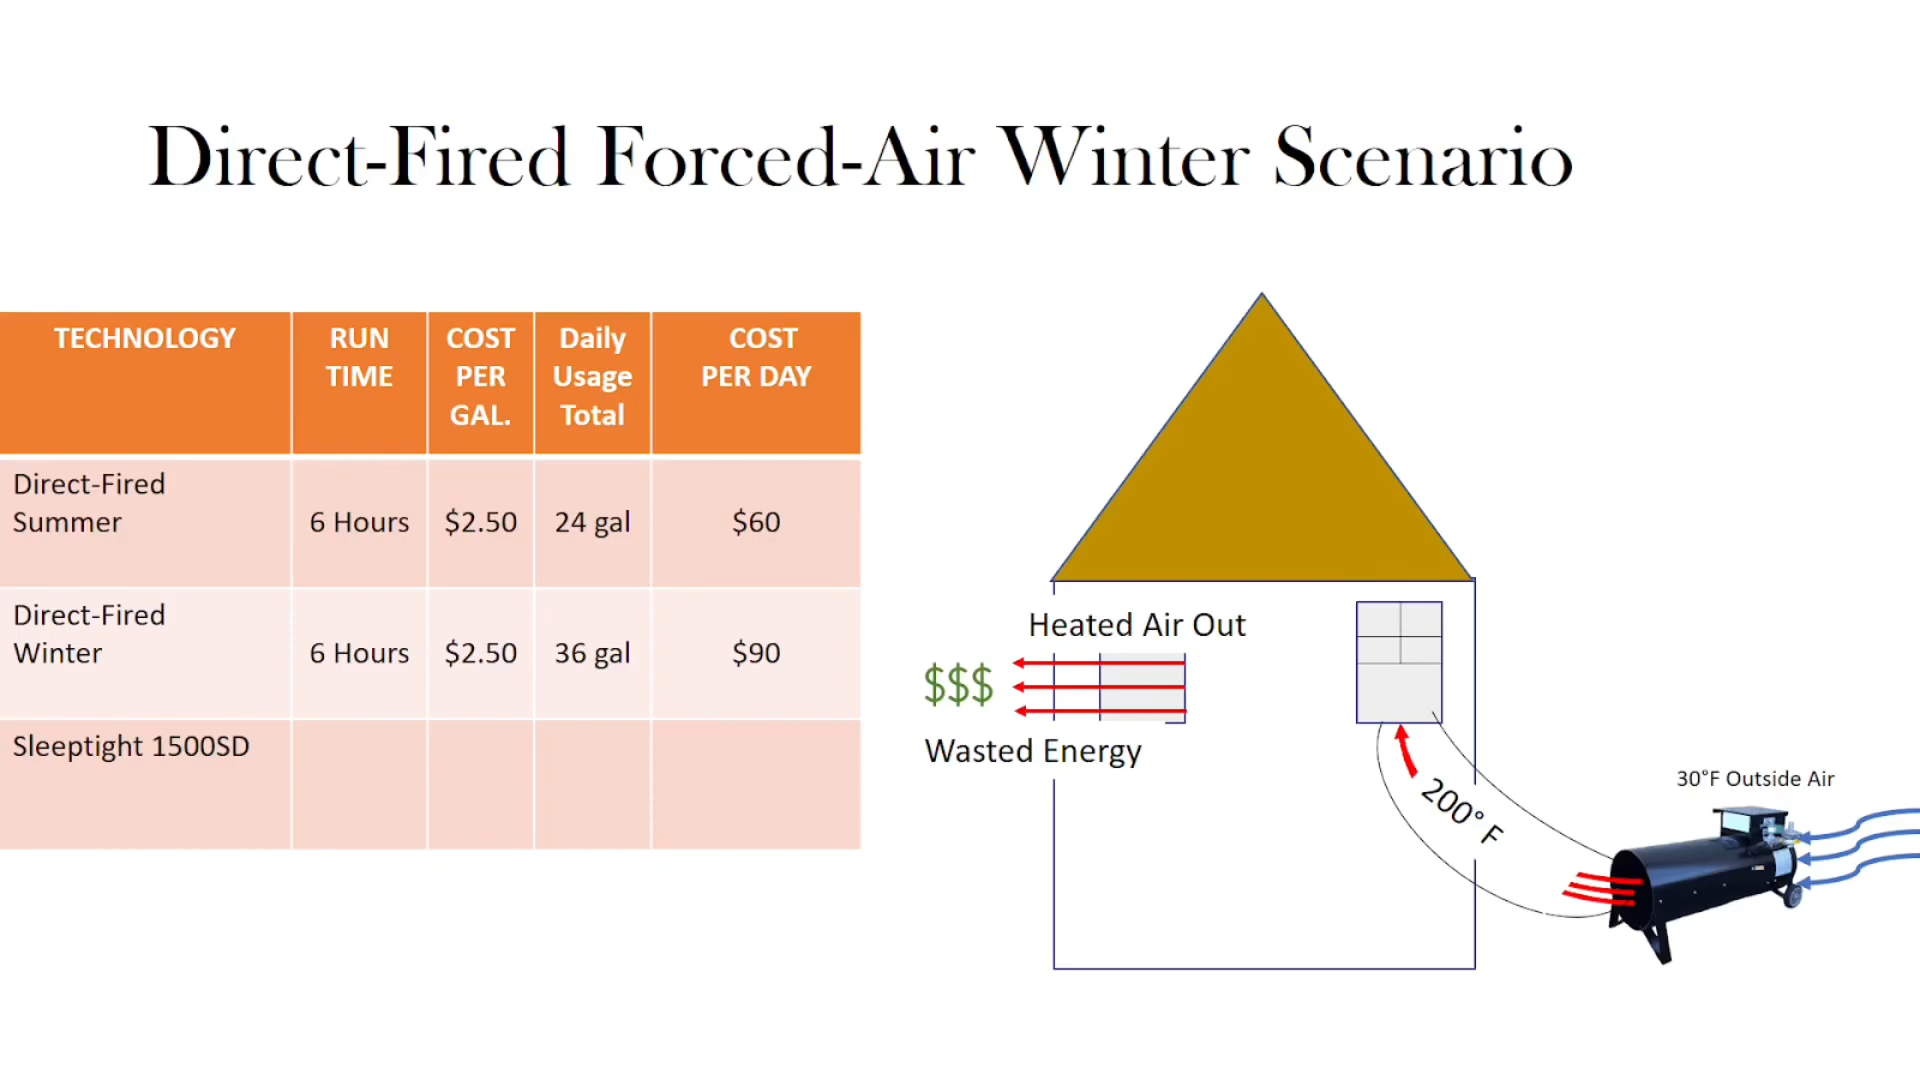 Direct-Fired Forced-Air Winter Scenario
TECHNOLOGY
RUN
TIME
COST
PER
GAL.
Daily
Usage
Total
COST
PER DAY
Direct-Fired
Summer
6 Hours
$2.50
24 gal
$60
Direct-Fired
Winter
6 Hours
$2.50
36 gal
$90
Sleeptight 1500SD
Heated Air Out
$$$
Wasted Energy
200° F
30°F Outside Air